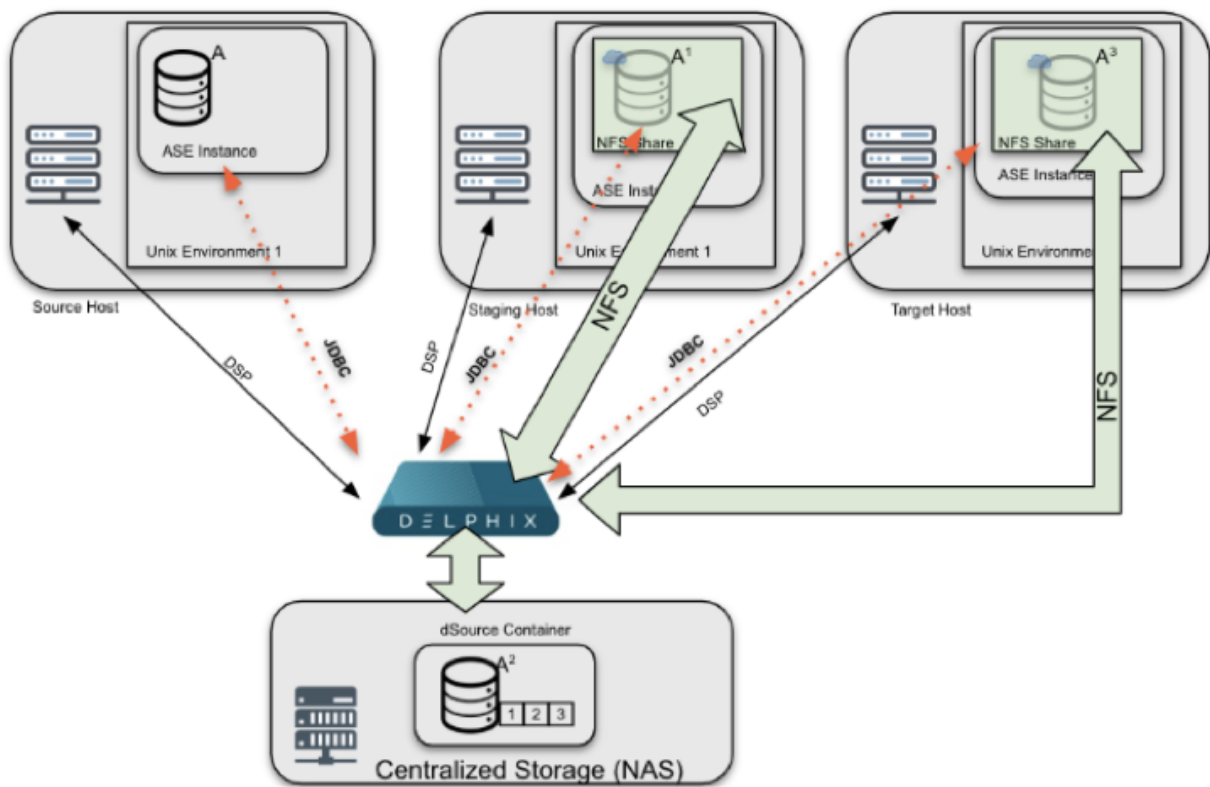 A
ASE Instance
Unix Environment 1
Source Host
A1
NFS Share
ASE Insta
Unix Environment 1
Staging Host
A3
NFS Share
ASE Instance
Unix Environme
Target Host
DSP
JDBC
DSP
JDBC
NFS
JDBC
DSP
NFS
DELPHIX
dSource Container
A2
1 2 3
Centralized Storage (NAS)